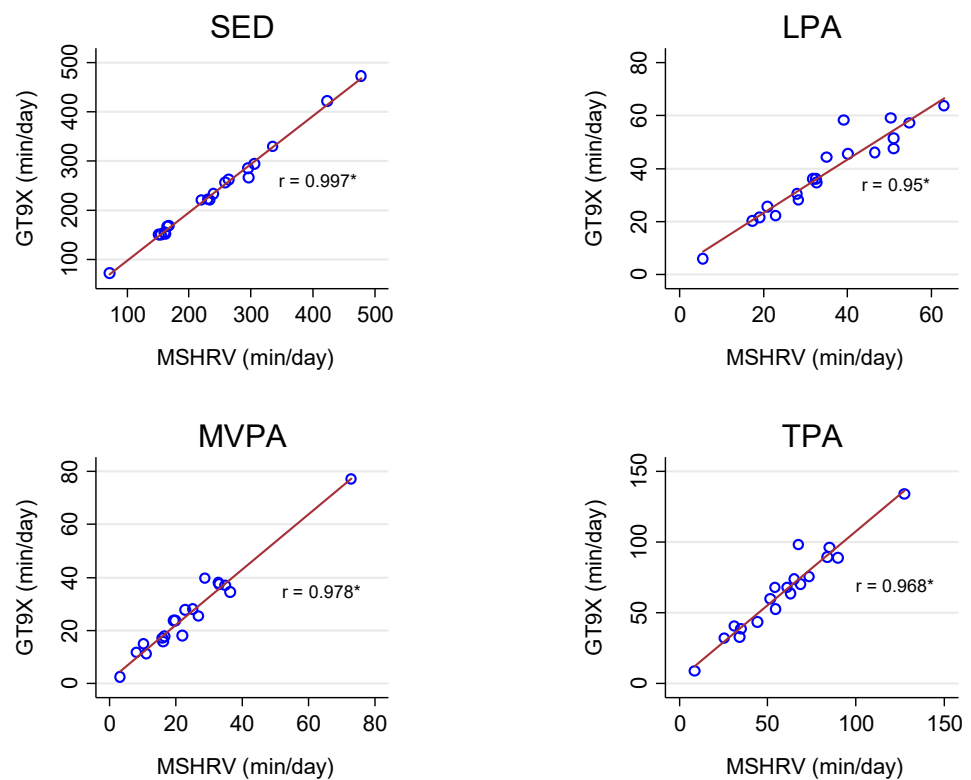 SED
GT9X (min/day)
500
400
300
200
100
r = 0.997*
100 200 300 400 500
MSHRV (min/day)
LPA
GT9X (min/day)
80
60
40
20
0
r = 0.95*
0 20 40 60
MSHRV (min/day)
MVPA
GT9X (min/day)
80
60
40
20
0
r = 0.978*
0 20 40 60 80
MSHRV (min/day)
TPA
GT9X (min/day)
150
100
50
0
r = 0.968*
0 50 100 150
MSHRV (min/day)